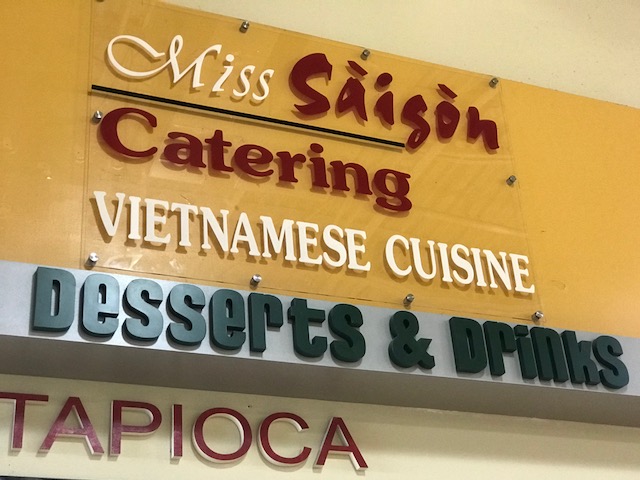 Miss Sàigòn
Catering
VIETNAMESE CUISINE
Desserts & Drinks
TAPIOCA